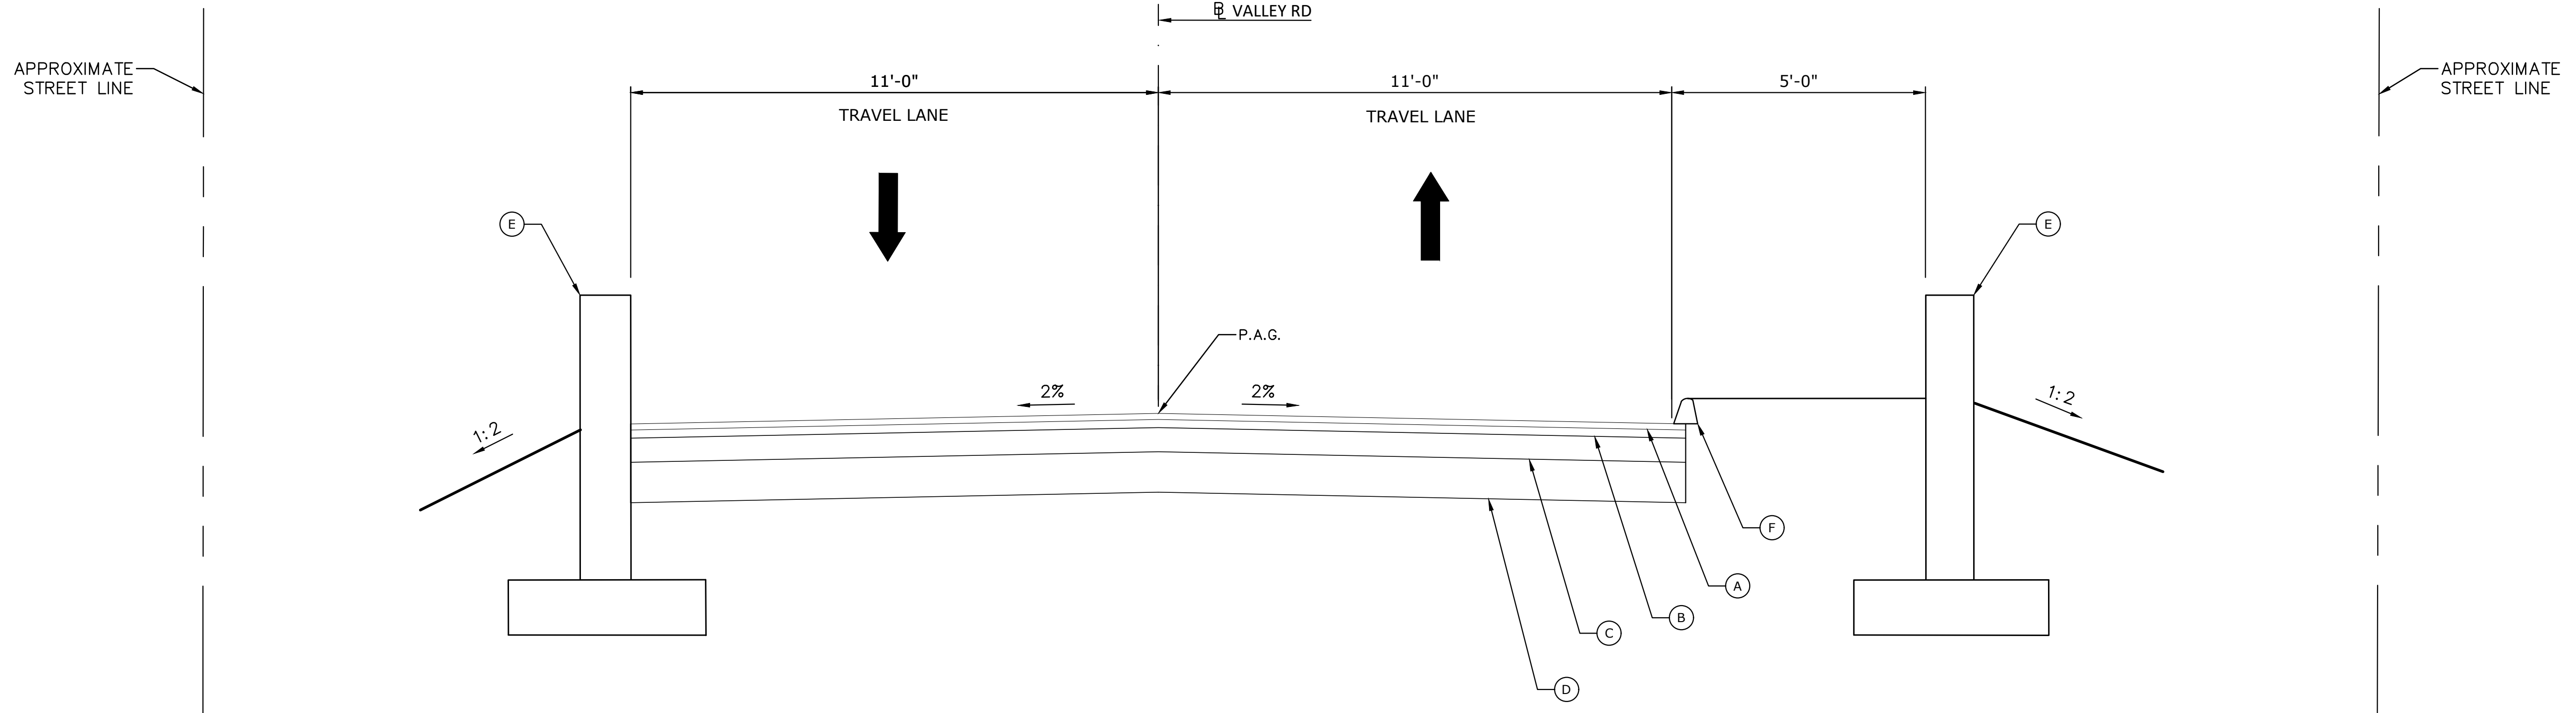 ℄ VALLEY RD
APPROXIMATE
STREET LINE
APPROXIMATE
STREET LINE
11'-0"
11'-0"
5'-0"
TRAVEL LANE
TRAVEL LANE
E
E
P.A.G.
2%
2%
1:2
1:2
F
A
B
C
D